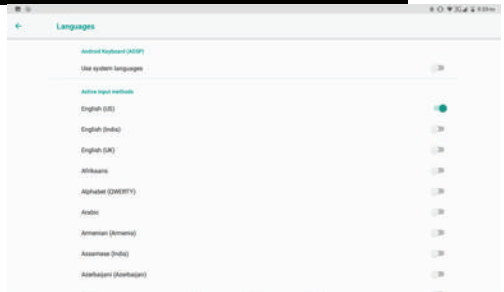 Languages
Android Keyboard (AOSP)
Use system languages
Active input methods
English (US)
English (India)
English (UK)
Afrikaans
Alphabet (QWERTY)
Arabic
Armenian (Armenia)
Assamese (India)
Azerbaijani (Azerbaijan)